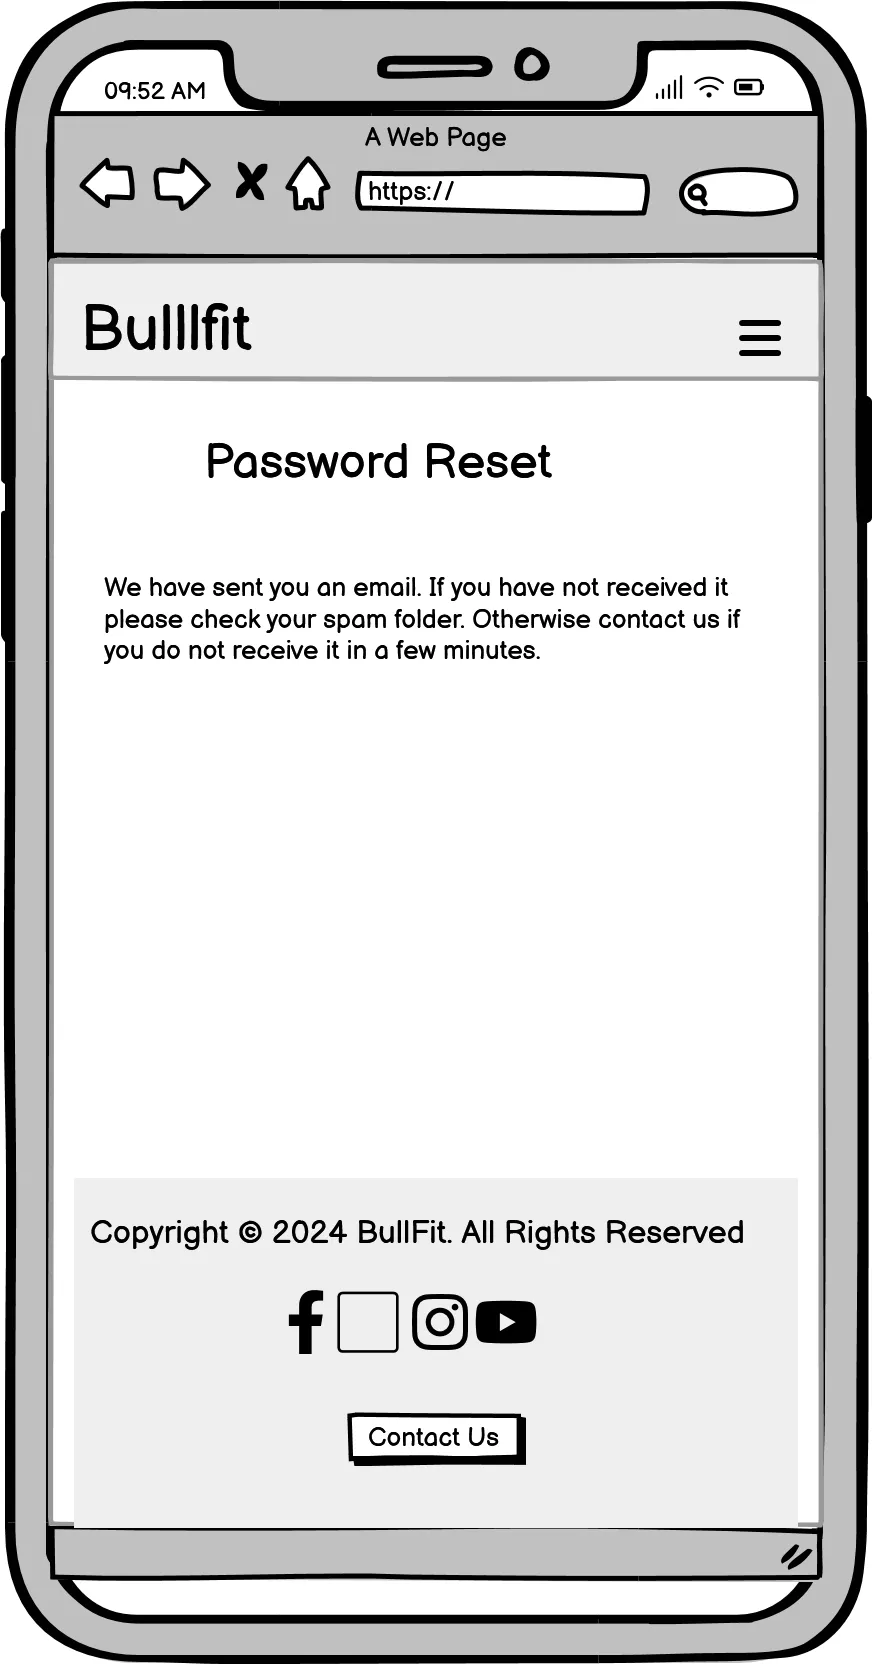 09:52 AM
A Web Page
https://
Bulllfit
Password Reset
We have sent you an email. If you have not received it
please check your spam folder. Otherwise contact us if
you do not receive it in a few minutes.
Copyright © 2024 BullFit. All Rights Reserved
Contact Us